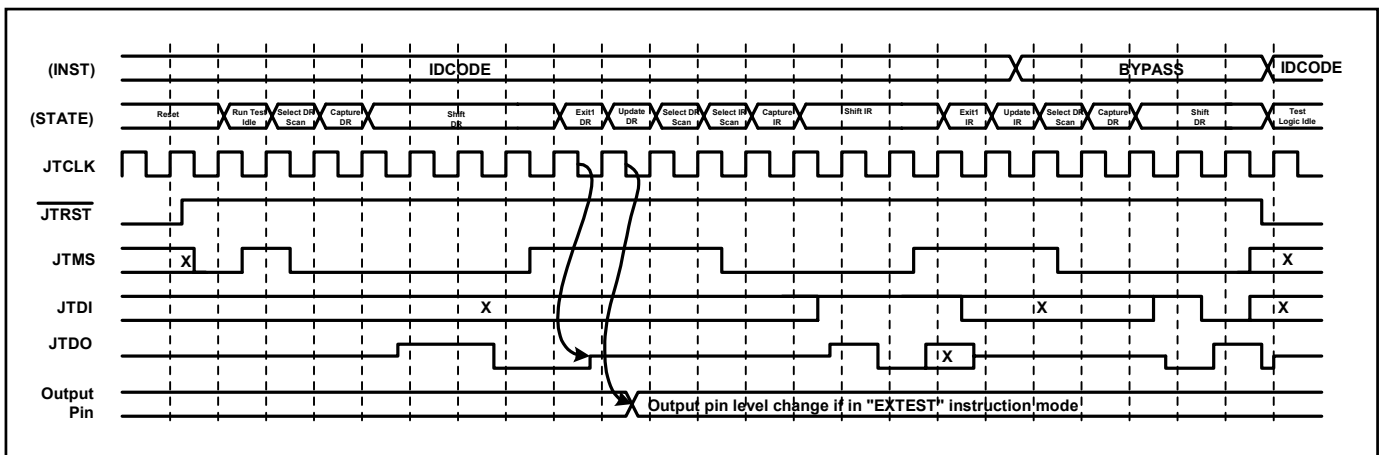 (INST) IDCODE BYPASS IDCODE
(STATE) Reset Run Test Idle Select DR Scan Capture DR Shift DR Exit1 DR Update DR Select DR Scan Select IR Scan Capture IR Shift IR Exit1 IR Update IR Select DR Scan Capture DR Shift DR Test Logic Idle
JTCLK
JTRST
JTMS X X
JTDI X X X
JTDO X
Output Pin Output pin level change if in "EXTEST" instruction mode